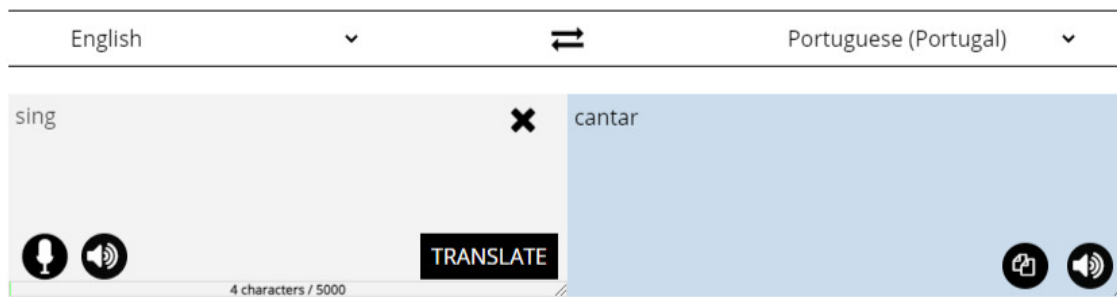 English
Portuguese (Portugal)
sing
cantar
TRANSLATE
4 characters / 5000